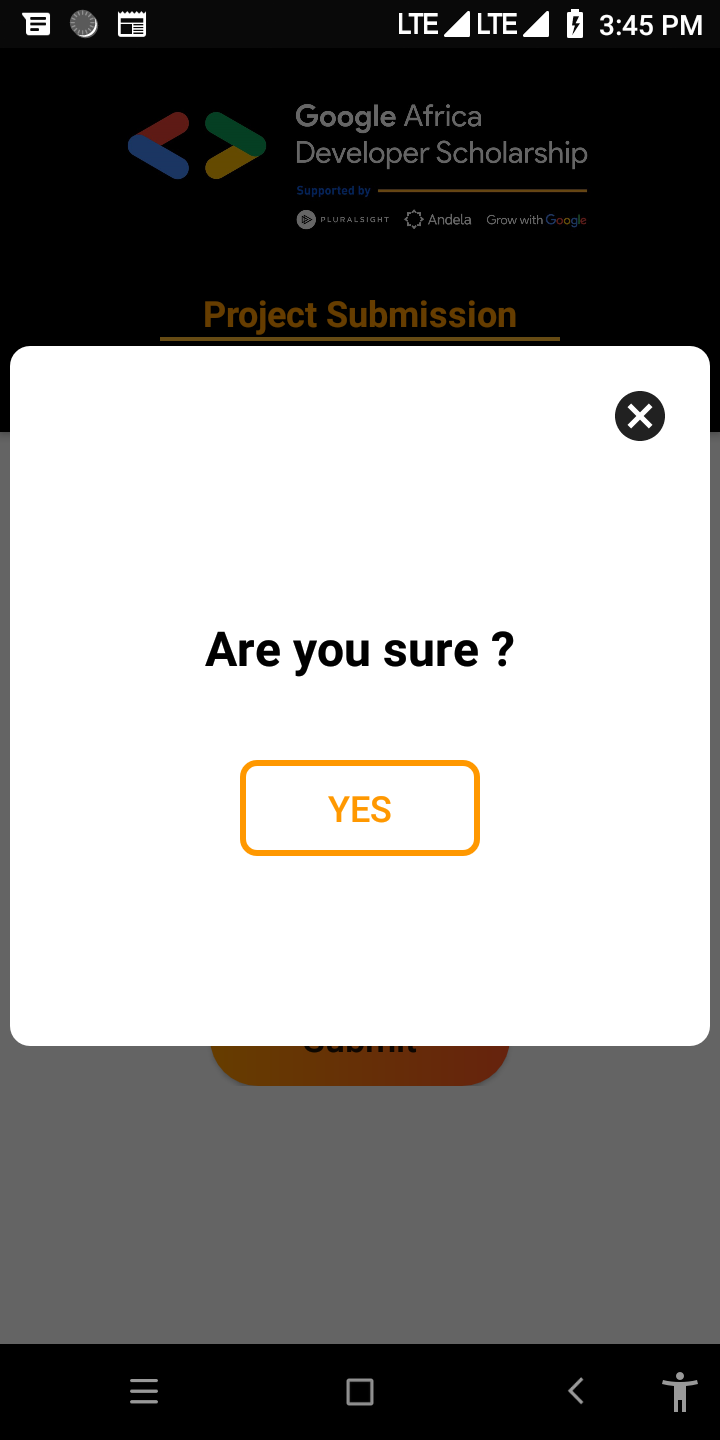 LTE LTE 3:45 PM
Google Africa
Developer Scholarship
Supported by
PLURALSIGHT Andela Grow with Google
Project Submission
Are you sure ?
YES
Submit